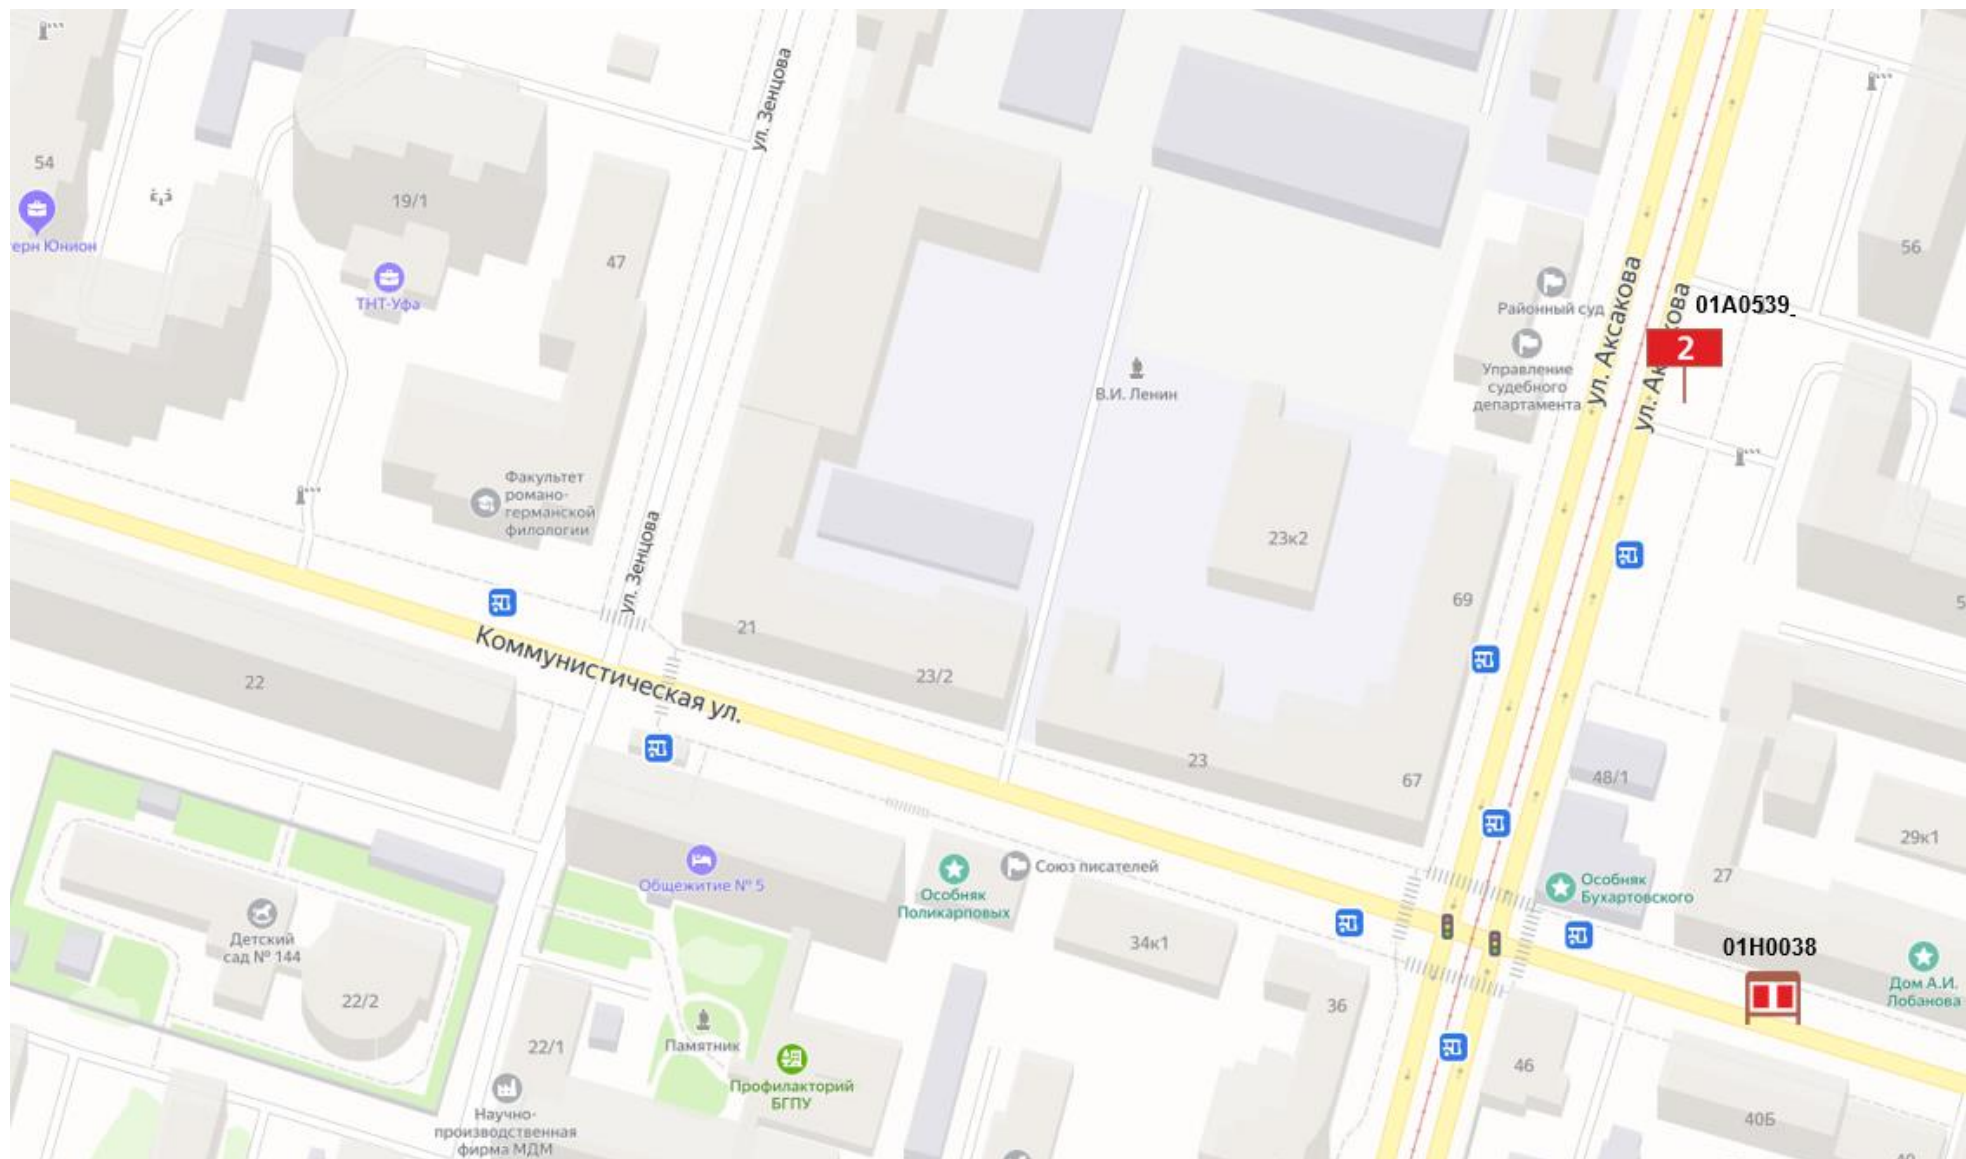 ул. Зенцова
54
19/1
56
ерн Юнион
47
ТНТ-Уфа
Районный суд
ул. Аксакова
01А0539_
2
Управление
судебного
департамента
В.И. Ленин
Факультет
романо-
германской
филологии
ул. Зенцова
23к2
69
21
Коммунистическая ул.
23/2
22
23
67
48/1
29к1
27
Общежитие № 5
Особняк
Поликарповых
Союз писателей
Особняк
Бухартовского
Детский
сад № 144
34к1
01Н0038
Дом А.И.
Лобанова
22/2
36
22/1
Памятник
46
Профилакторий
БГПУ
40Б
Научно-
производственная
фирма МДМ